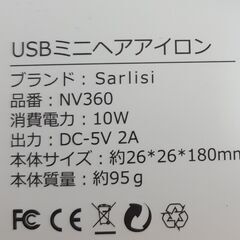 USBミニヘアアイロン
ブランド：Sarlisi
品番：NV360
消費電力：10W
出力：DC-5V 2A
本体サイズ：約26*26*180mm
本体質量：約95g
FC CE